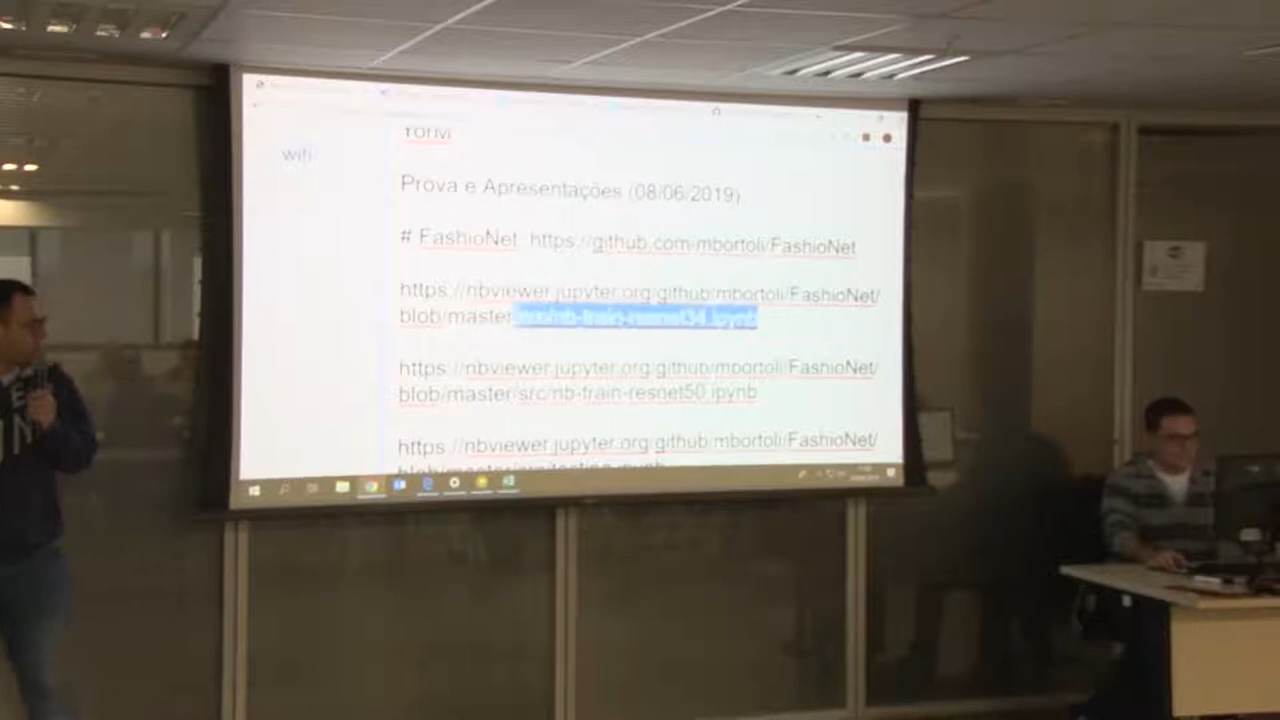 wifi
Prova e Apresentações (08/06/2019)
# FashioNet https://github.com/mbortoli/FashioNet
https://nbviewer.jupyter.org/github/mbortoli/FashioNet/
blob/master/src/nb-train-resnet34.ipynb
https://nbviewer.jupyter.org/github/mbortoli/FashioNet/
blob/master/src/nb-train-resnet50.ipynb
https://nbviewer.jupyter.org/github/mbortoli/FashioNet/